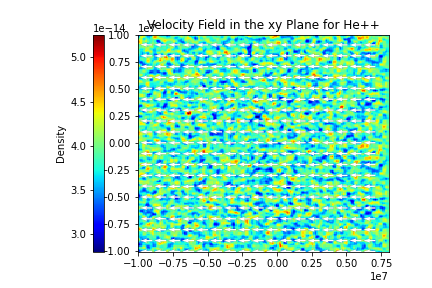 Velocity Field in the xy Plane for He++
1e−14
1e7
5.0
4.5
4.0
3.5
3.0
Density
1.00
0.75
0.50
0.25
0.00
−0.25
−0.50
−0.75
−1.00
−1.00 −0.75 −0.50 −0.25 0.00 0.25 0.50 0.75
1e7